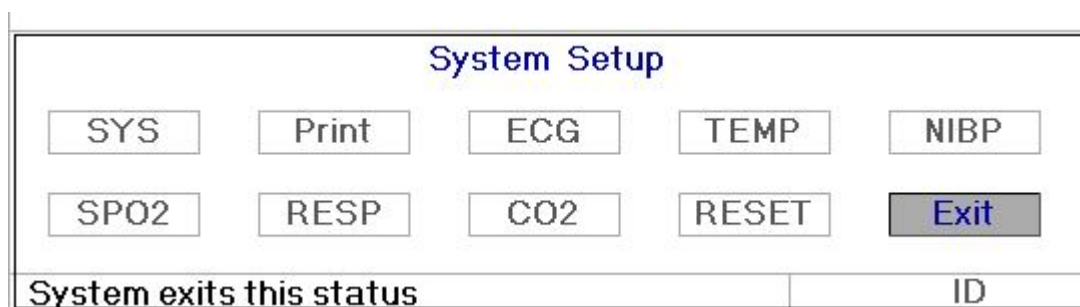 System Setup
SYS Print ECG TEMP NIBP
SPO2 RESP CO2 RESET Exit
System exits this status ID